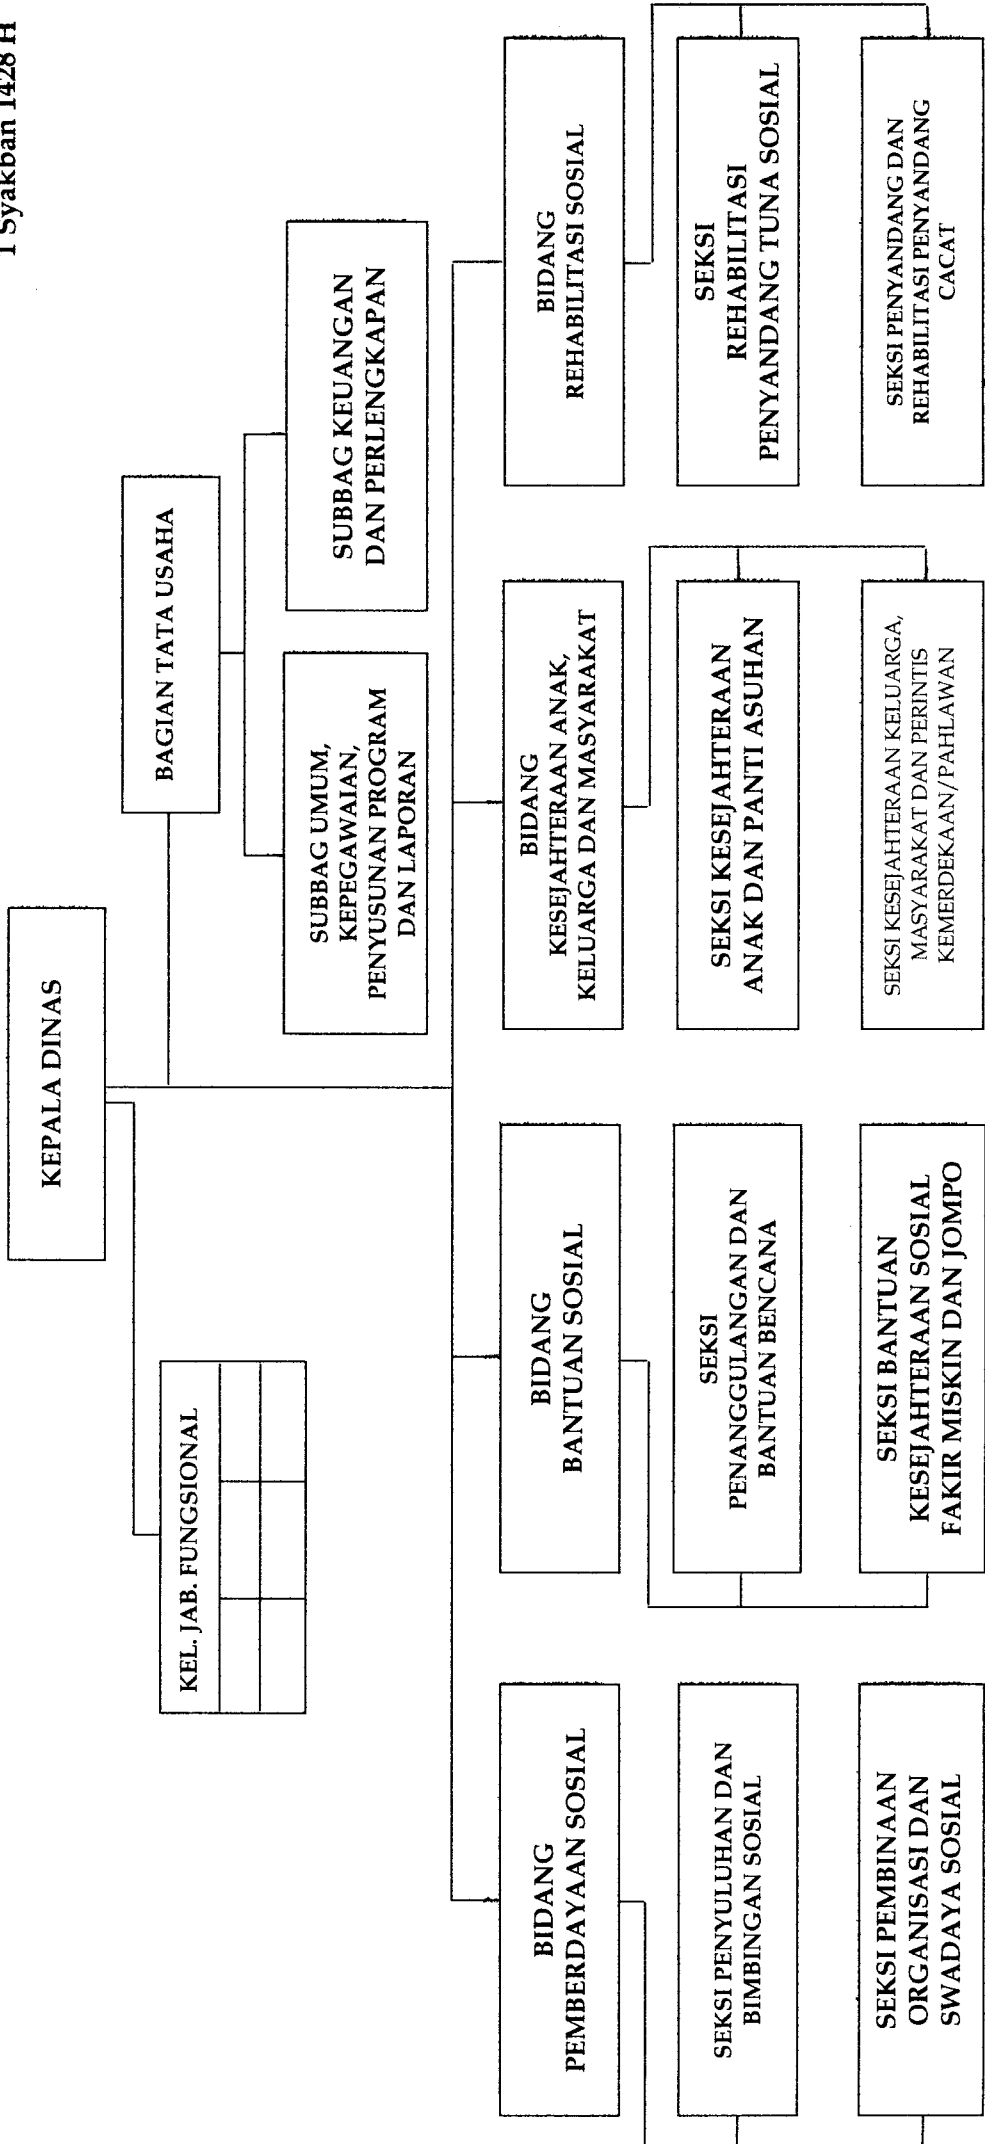 1 Syakban 1428 H
KEPALA DINAS
BAGIAN TATA USAHA
KEL. JAB. FUNGSIONAL
SUBBAG UMUM,
KEPEGAWAIAN,
PENYUSUNAN PROGRAM
DAN LAPORAN
SUBBAG KEUANGAN
DAN PERLENGKAPAN
BIDANG
PEMBERDAYAAN SOSIAL
BIDANG
BANTUAN SOSIAL
BIDANG
KESEJAHTERAAN ANAK,
KELUARGA DAN MASYARAKAT
BIDANG
REHABILITASI SOSIAL
SEKSI PENYULUHAN DAN
BIMBINGAN SOSIAL
SEKSI
PENANGGULANGAN DAN
BANTUAN BENCANA
SEKSI KESEJAHTERAAN
ANAK DAN PANTI ASUHAN
SEKSI
REHABILITASI
PENYANDANG TUNA SOSIAL
SEKSI PEMBINAAN
ORGANISASI DAN
SWADAYA SOSIAL
SEKSI BANTUAN
KESEJAHTERAAN SOSIAL
FAKIR MISKIN DAN JOMPO
SEKSI KESEJAHTERAAN KELUARGA,
MASYARAKAT DAN PERINTIS
KEMERDEKAAN/PAHLAWAN
SEKSI PENYANDANG DAN
REHABILITASI PENYANDANG
CACAT